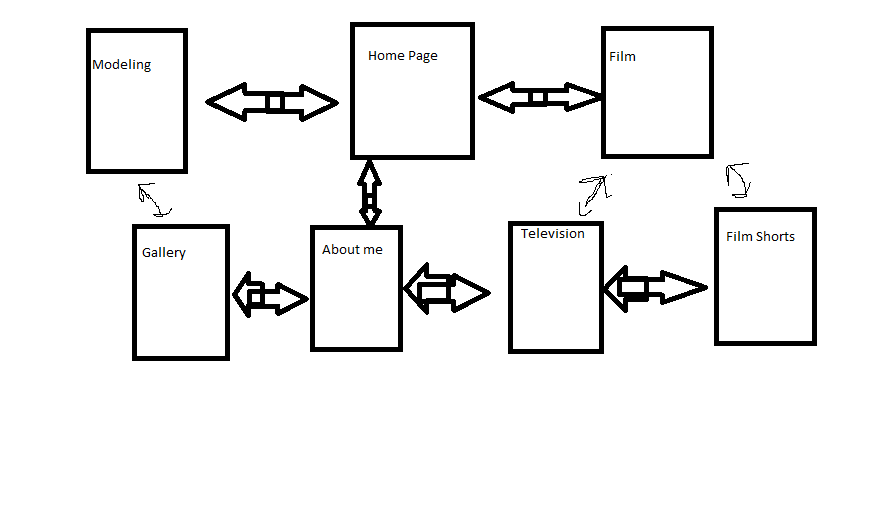 Modeling
Home Page
Film
Gallery
About me
Television
Film Shorts